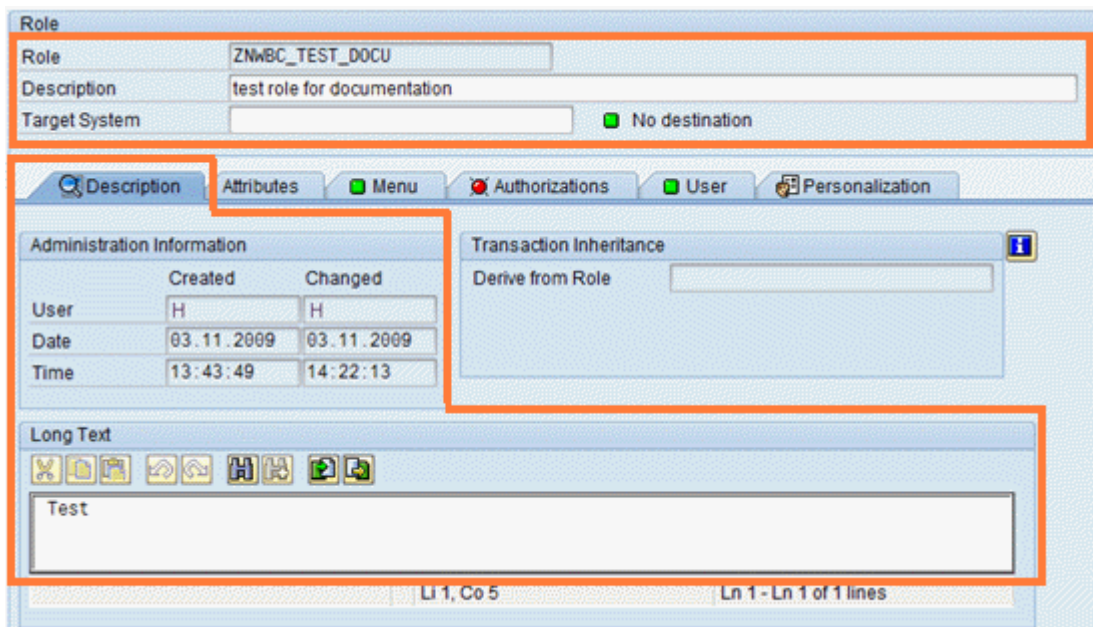 Role
Role ZNWBC_TEST_DOCU
Description test role for documentation
Target System No destination
Description Attributes Menu Authorizations User Personalization
Administration Information Transaction Inheritance
Created Changed Derive from Role
User H H
Date 03.11.2009 03.11.2009
Time 13:43:49 14:22:13
Long Text
Test
Li 1, Co 5 Ln 1 - Ln 1 of 1 lines